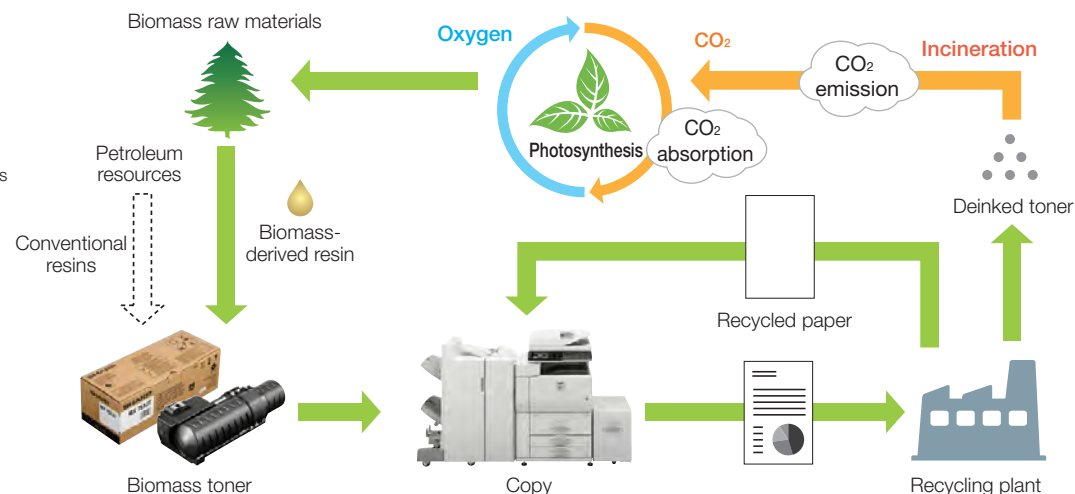 Biomass raw materials
Oxygen
CO₂
Incineration
CO₂
emission
CO₂
absorption
Photosynthesis
Petroleum
resources
s
Deinked toner
Conventional
resins
Biomass-
derived resin
Recycled paper
SHARP
Biomass toner
Copy
Recycling plant